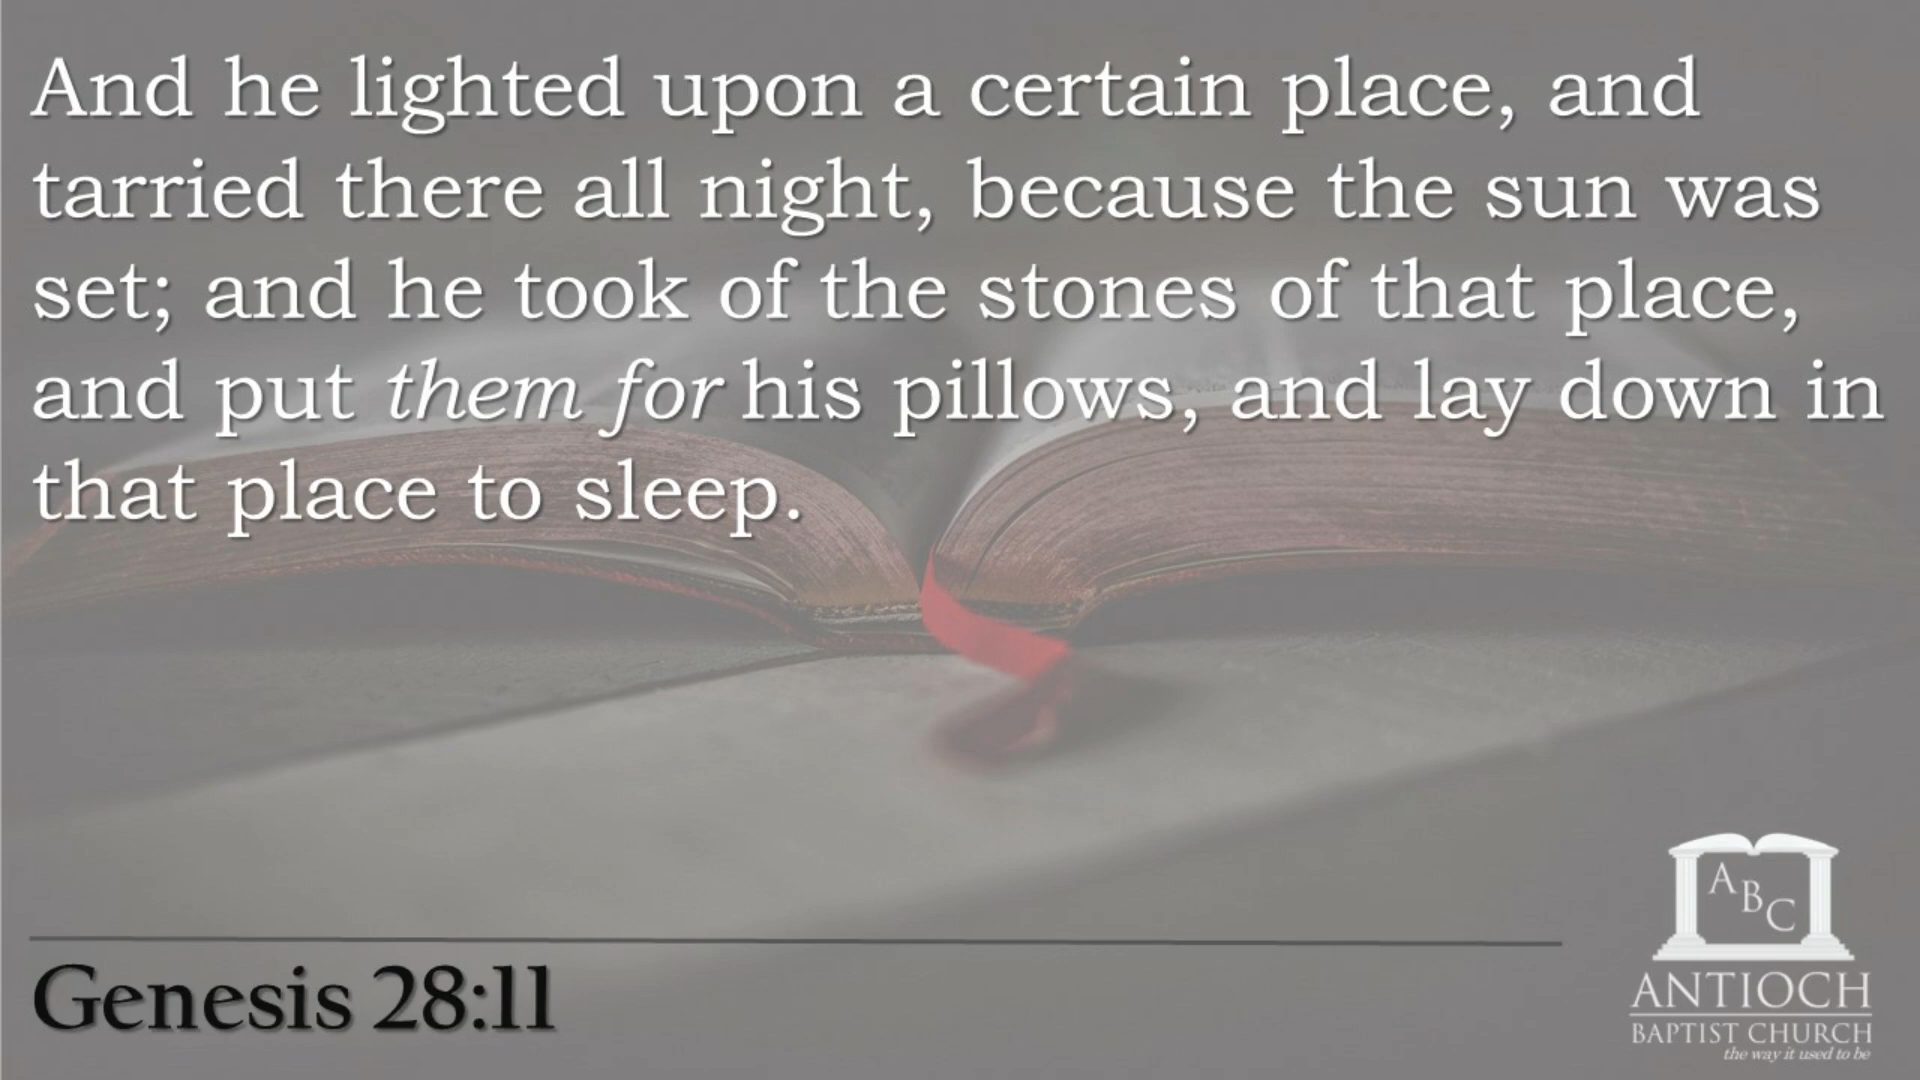 And he lighted upon a certain place, and
tarried there all night, because the sun was
set; and he took of the stones of that place,
and put them for his pillows, and lay down in
that place to sleep.
Genesis 28:11
A B C
ANTIOCH
BAPTIST CHURCH
the way it used to be